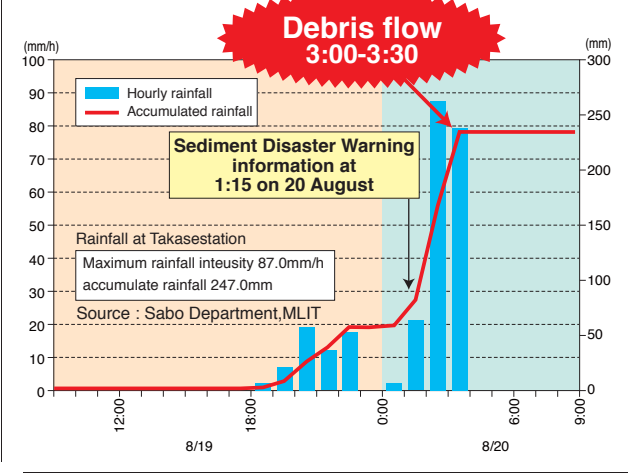 Debris flow
3:00-3:30
(mm/h)
(mm)
100
90
80
70
60
50
40
30
20
10
0
300
250
200
150
100
50
0
Hourly rainfall
Accumulated rainfall
Sediment Disaster Warning
information at
1:15 on 20 August
Rainfall at Takasestation
Maximum rainfall inteusity 87.0mm/h
accumulate rainfall 247.0mm
Source : Sabo Department,MLIT
12:00
18:00
0:00
6:00
9:00
8/19
8/20